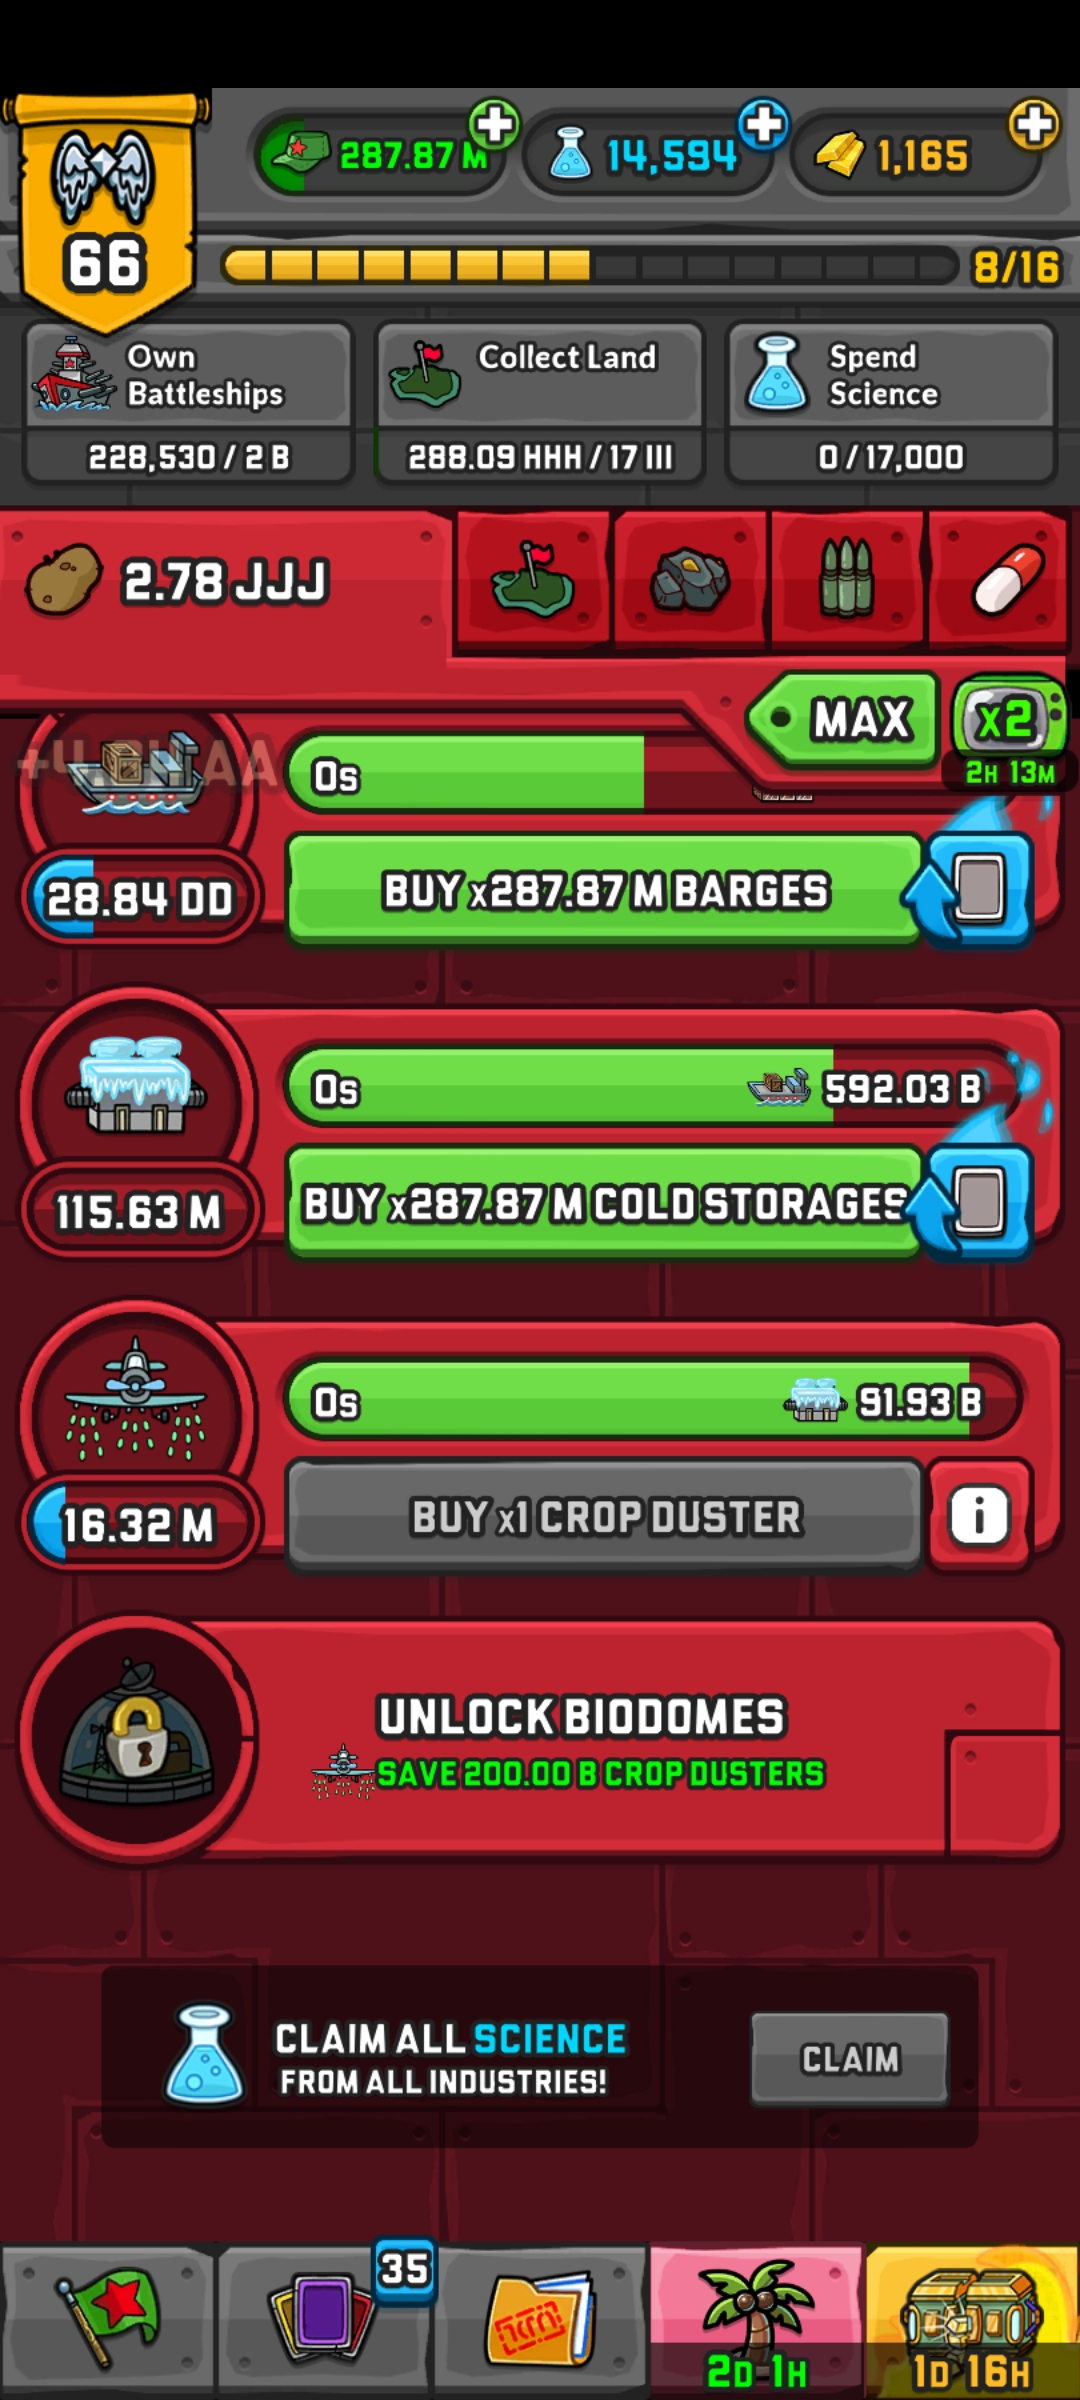 287.87 M
14,594
1,165
66
8/16
Own
Battleships
228,530 / 2 B
Collect Land
288.09 HHH / 17 III
Spend
Science
0 / 17,000
2.78 JJJ
MAX
x2
2H 13M
0s
28.84 DD
BUY x287.87 M BARGES
0s
592.03 B
115.63 M
BUY x287.87 M COLD STORAGES
0s
91.93 B
16.32 M
BUY x1 CROP DUSTER
i
UNLOCK BIODOMES
SAVE 200.00 B CROP DUSTERS
CLAIM ALL SCIENCE
FROM ALL INDUSTRIES!
CLAIM
35
2D 1H
1D 16H